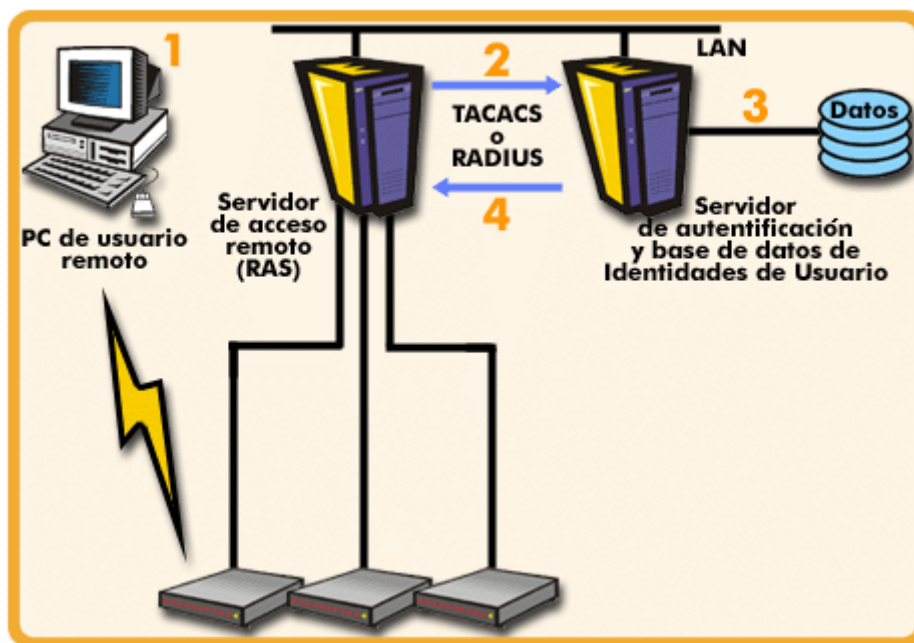 LAN
1
2
TACACS
o
RADIUS
4
3
Datos
PC de usuario
remoto
Servidor
de acceso
remoto
(RAS)
Servidor
de autentificación
y base de datos de
Identidades de Usuario